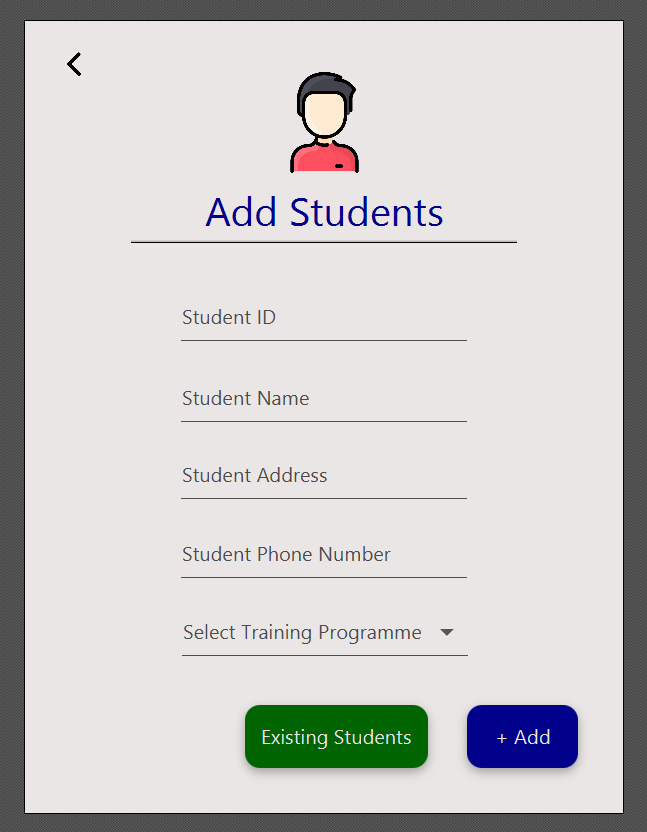 Add Students
Student ID
Student Name
Student Address
Student Phone Number
Select Training Programme
Existing Students
+ Add